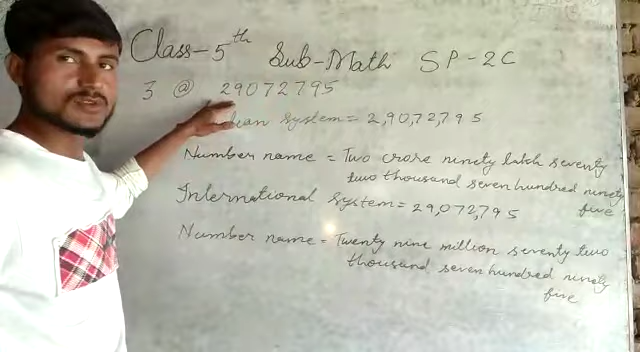 Class-5th Sub-Math SP-2C
3 @ 29072795
System = 2,90,72,795
Number name = Two crore ninety lakh seventy
two thousand seven hundred ninety
five
International System = 29,072,795
Number name = Twenty nine million seventy two
thousand seven hundred ninety
five